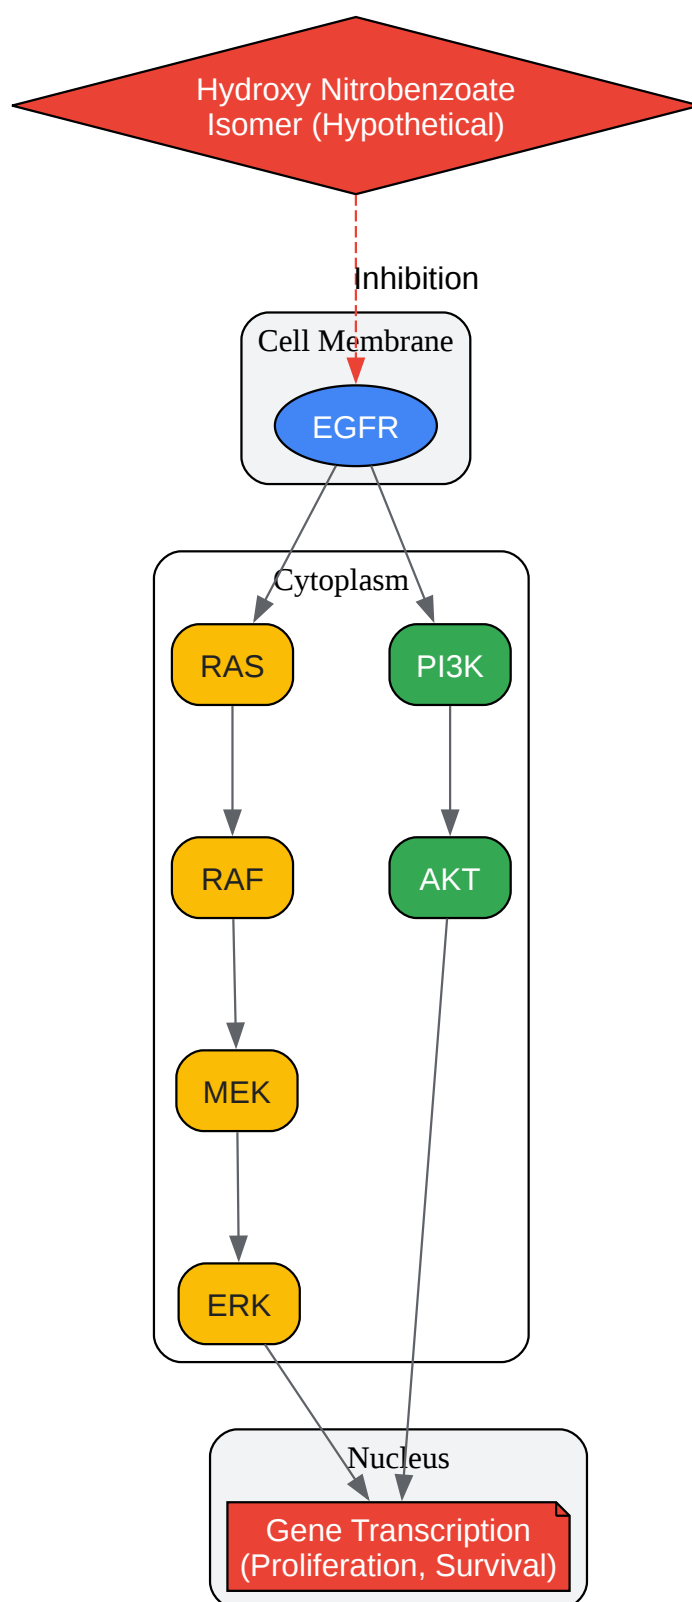 Hydroxy Nitrobenzoate
Isomer (Hypothetical)
Inhibition
Cell Membrane
EGFR
Cytoplasm
RAS
PI3K
RAF
AKT
MEK
ERK
Nucleus
Gene Transcription
(Proliferation, Survival)